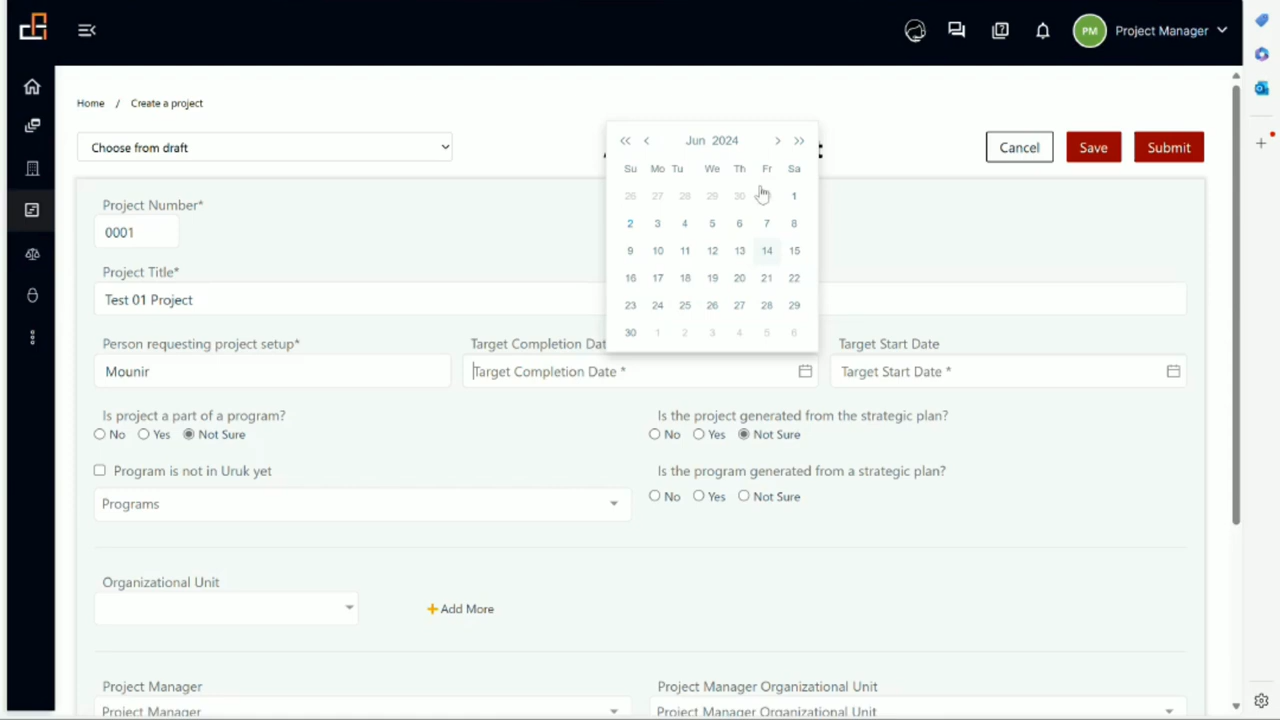 PM Project Manager
Home / Create a project
Choose from draft
Cancel
Save
Submit
Jun 2024
Su Mo Tu We Th Fr Sa
26 27 28 29 30 1
2 3 4 5 6 7 8
9 10 11 12 13 14 15
16 17 18 19 20 21 22
23 24 25 26 27 28 29
30 1 2 3 4 5 6
Project Number*
0001
Project Title*
Test 01 Project
Person requesting project setup*
Mounir
Target Completion Dat
Target Completion Date *
Target Start Date
Target Start Date *
Is project a part of a program?
No Yes Not Sure
Is the project generated from the strategic plan?
No Yes Not Sure
Program is not in Uruk yet
Programs
Is the program generated from a strategic plan?
No Yes Not Sure
Organizational Unit
Add More
Project Manager
Project Manager
Project Manager Organizational Unit
Project Manager Organizational Unit